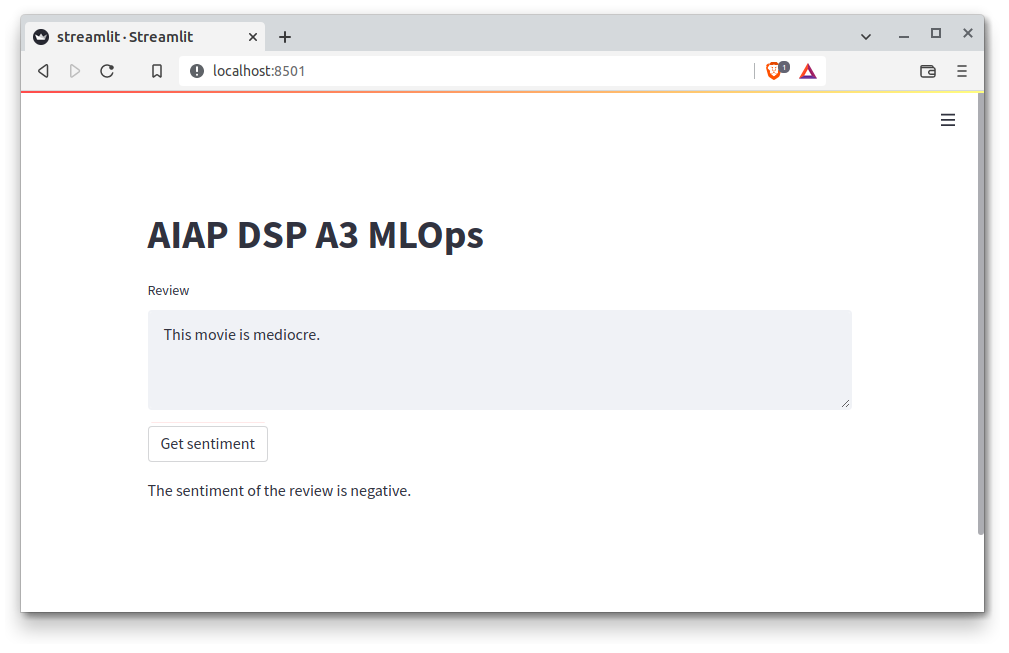 streamlit · Streamlit
localhost:8501
1
AIAP DSP A3 MLOps
Review
This movie is mediocre.
Get sentiment
The sentiment of the review is negative.